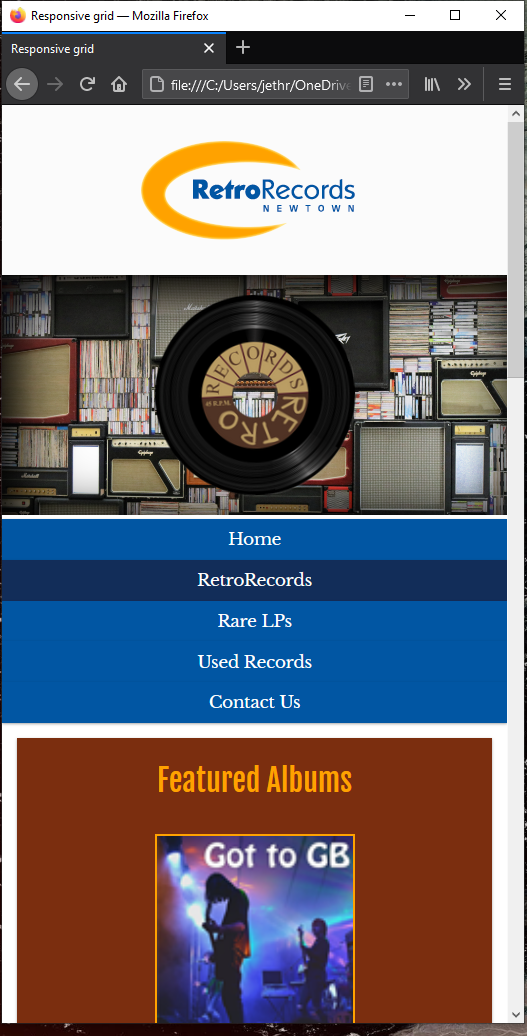 Responsive grid — Mozilla Firefox
Responsive grid
file:///C:/Users/jethr/OneDrive
RetroRecords
NEWTOWN
RETRO RECORDS
45 R.P.M.
Home
RetroRecords
Rare LPs
Used Records
Contact Us
Featured Albums
Got to GB